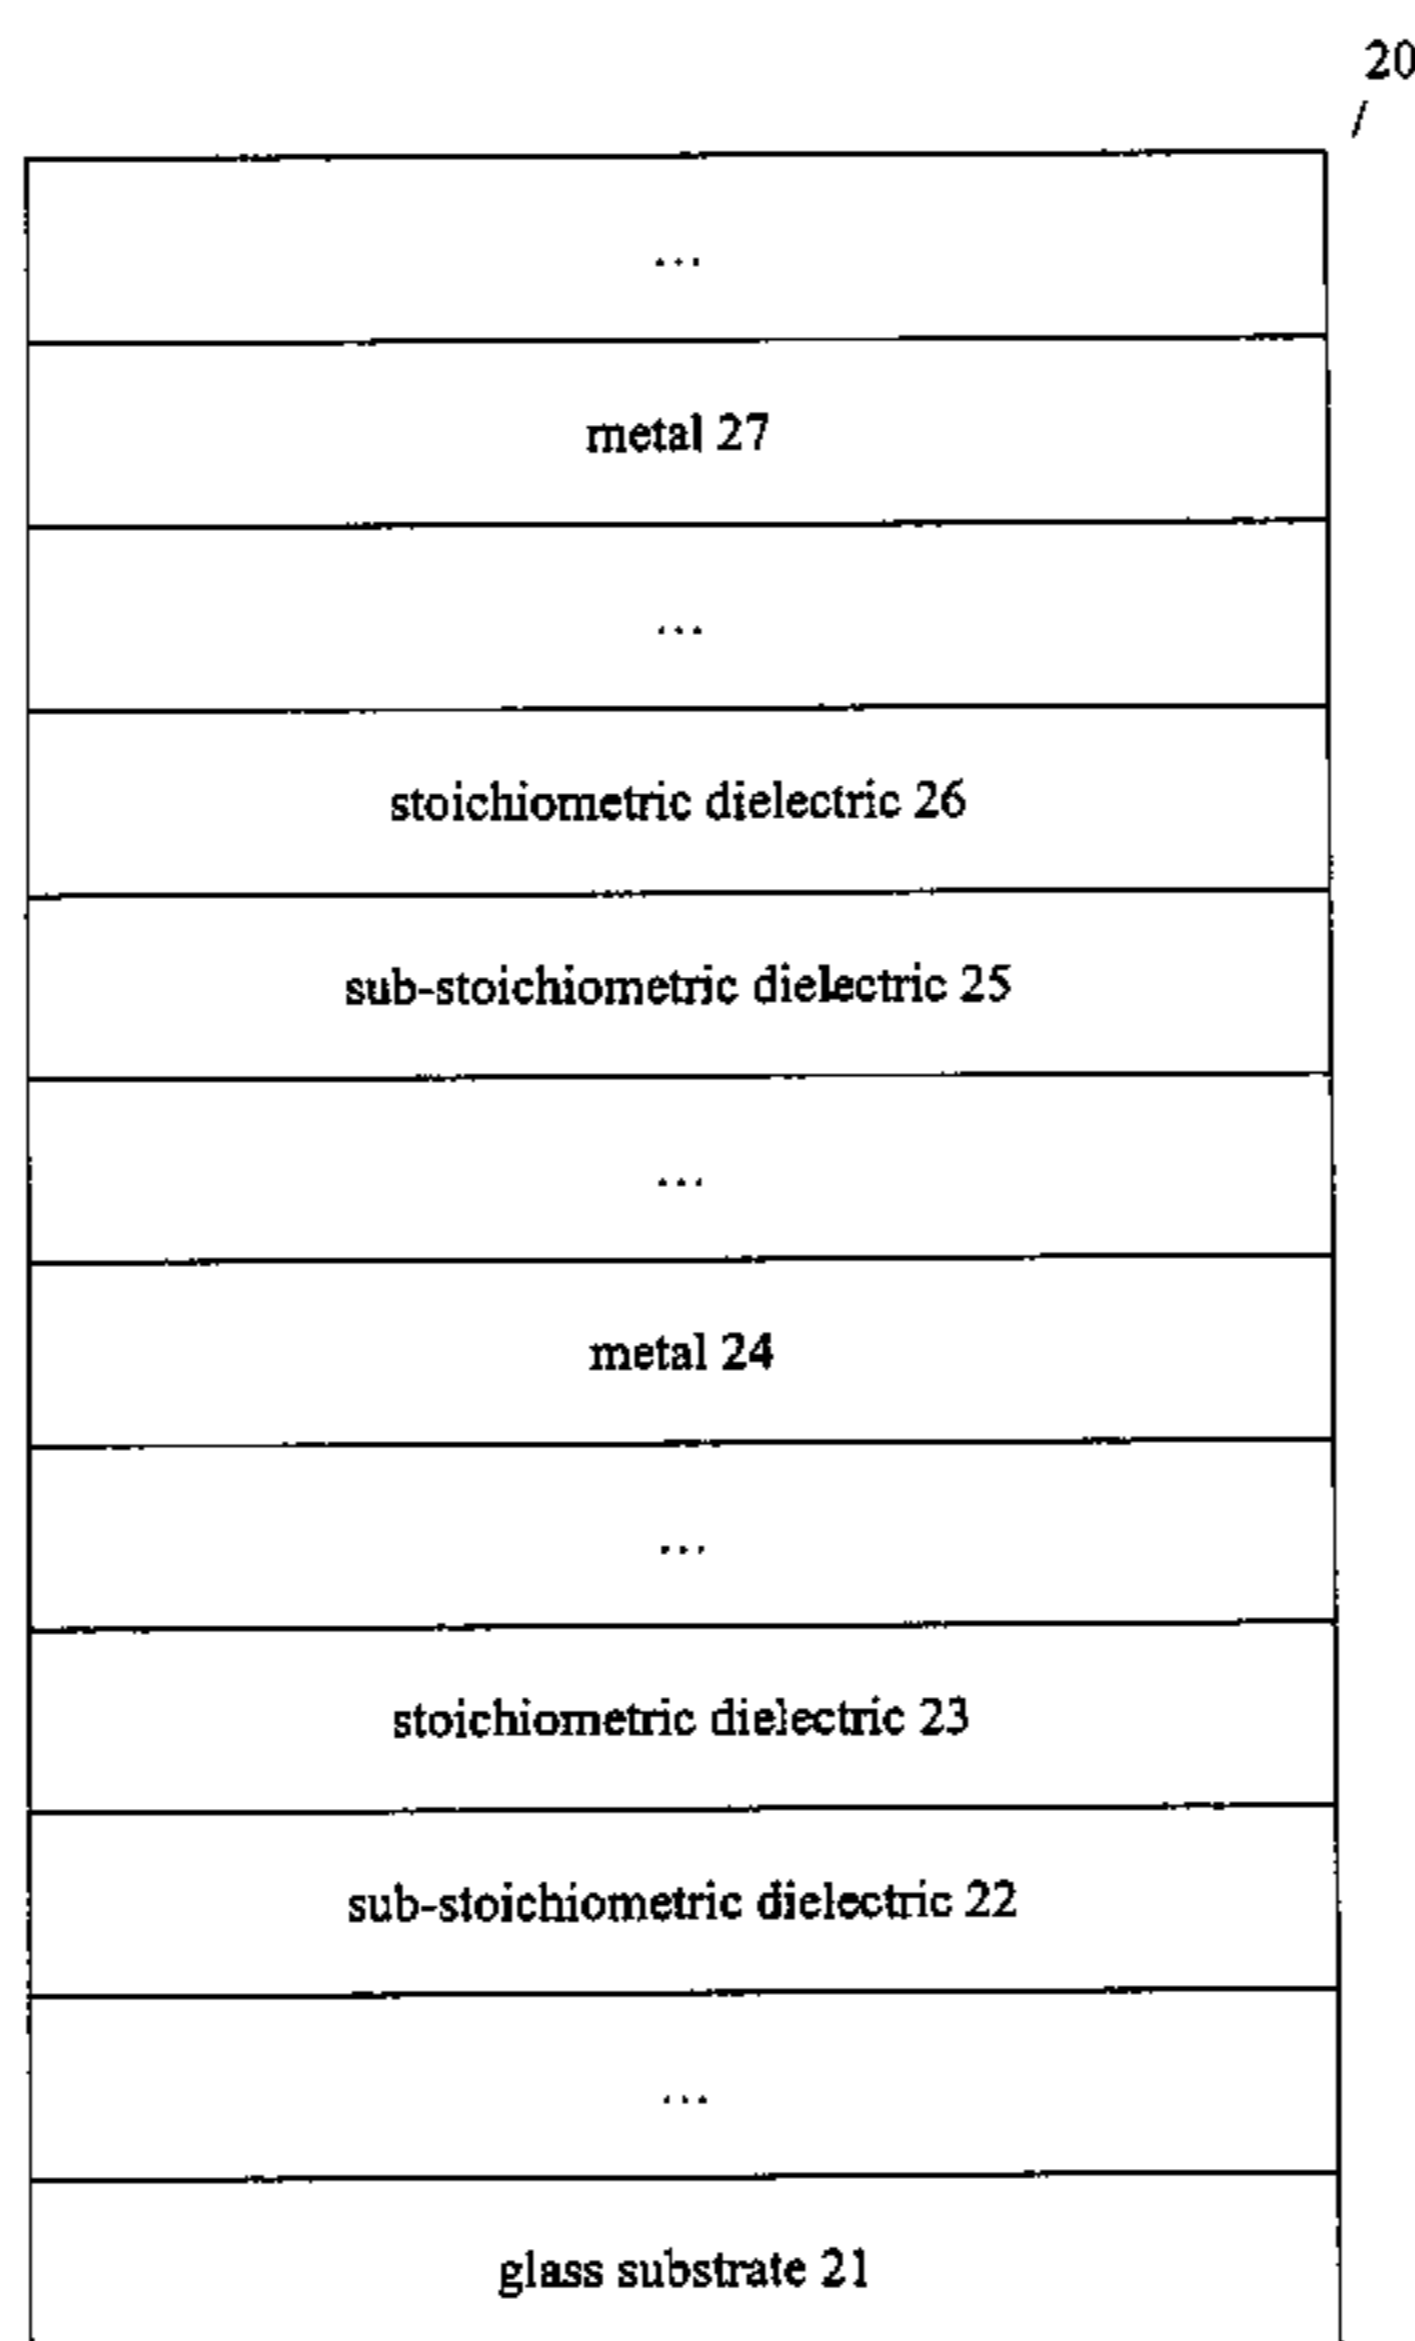 20
...
metal 27
...
stoichiometric dielectric 26
sub-stoichiometric dielectric 25
...
metal 24
...
stoichiometric dielectric 23
sub-stoichiometric dielectric 22
...
glass substrate 21